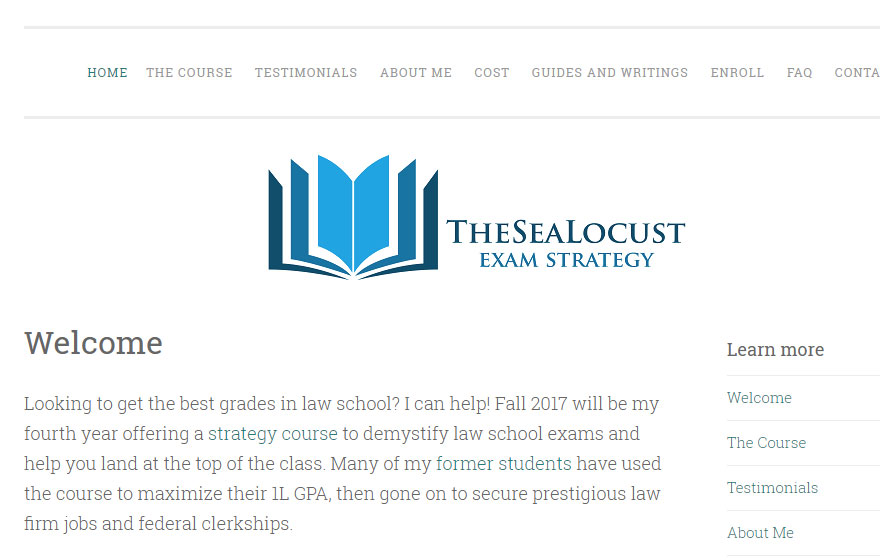 HOME THE COURSE TESTIMONIALS ABOUT ME COST GUIDES AND WRITINGS ENROLL FAQ CONTA
THESEALOCUST
EXAM STRATEGY
Welcome
Looking to get the best grades in law school? I can help! Fall 2017 will be my
fourth year offering a strategy course to demystify law school exams and
help you land at the top of the class. Many of my former students have used
the course to maximize their 1L GPA, then gone on to secure prestigious law
firm jobs and federal clerkships.
Learn more
Welcome
The Course
Testimonials
About Me